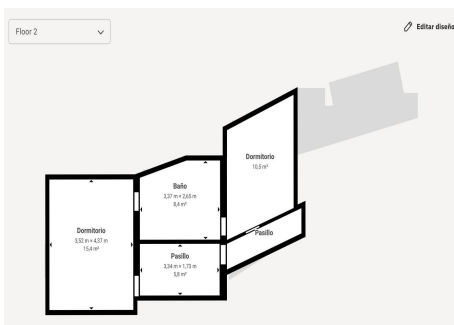 Floor 2
Editar diseño
Dormitorio
10,5 m²
Baño
3,37 m × 2,65 m
8,4 m²
Dormitorio
3,52 m × 4,37 m
15,4 m²
Pasillo
Pasillo
3,34 m × 1,73 m
5,8 m²